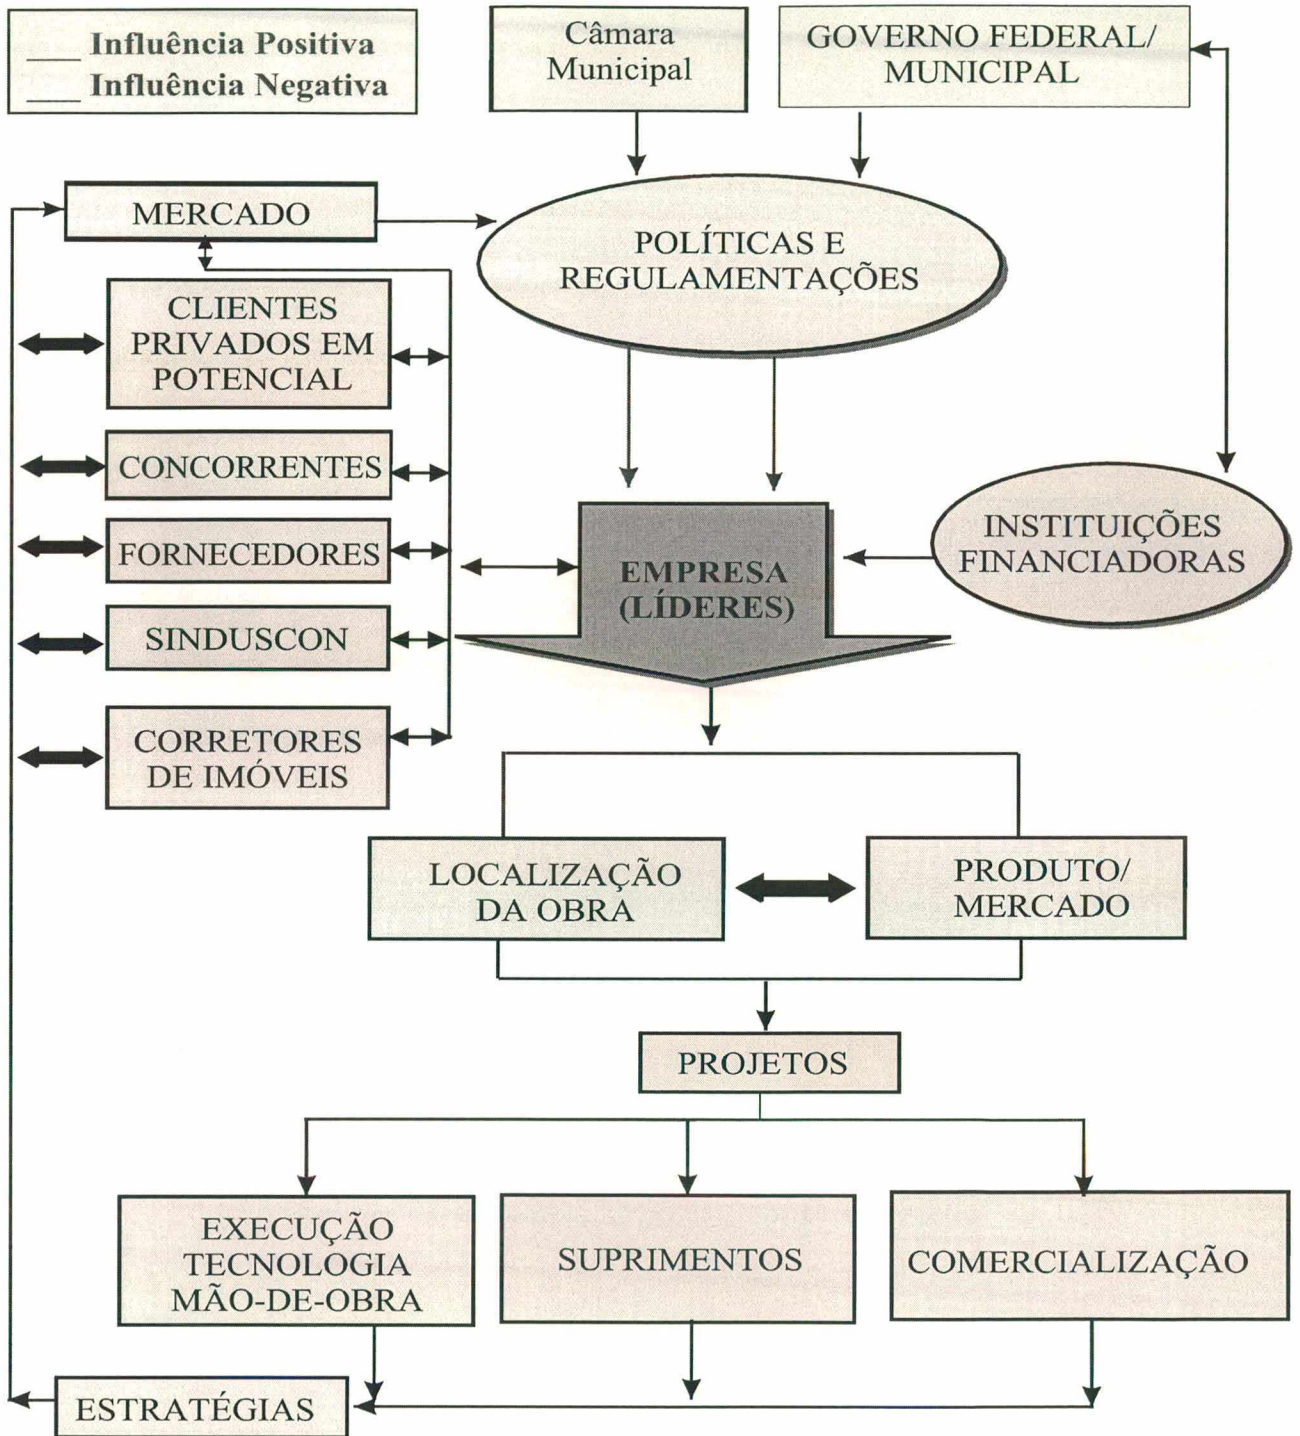 ___ Influência Positiva
___ Influência Negativa
Câmara
Municipal
GOVERNO FEDERAL/
MUNICIPAL
MERCADO
POLÍTICAS E
REGULAMENTAÇÕES
CLIENTES
PRIVADOS EM
POTENCIAL
CONCORRENTES
FORNECEDORES
SINDUSCON
CORRETORES
DE IMÓVEIS
EMPRESA
(LÍDERES)
INSTITUIÇÕES
FINANCIADORAS
LOCALIZAÇÃO
DA OBRA
PRODUTO/
MERCADO
PROJETOS
EXECUÇÃO
TECNOLOGIA
MÃO-DE-OBRA
SUPRIMENTOS
COMERCIALIZAÇÃO
ESTRATÉGIAS